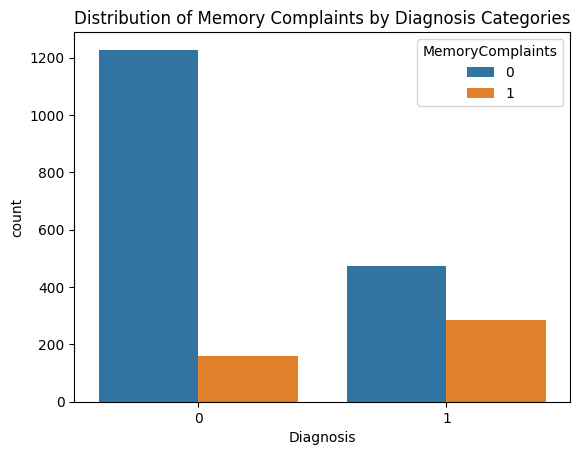 Distribution of Memory Complaints by Diagnosis Categories
MemoryComplaints
0
1
1200
1000
800
600
400
200
0
count
0 1
Diagnosis